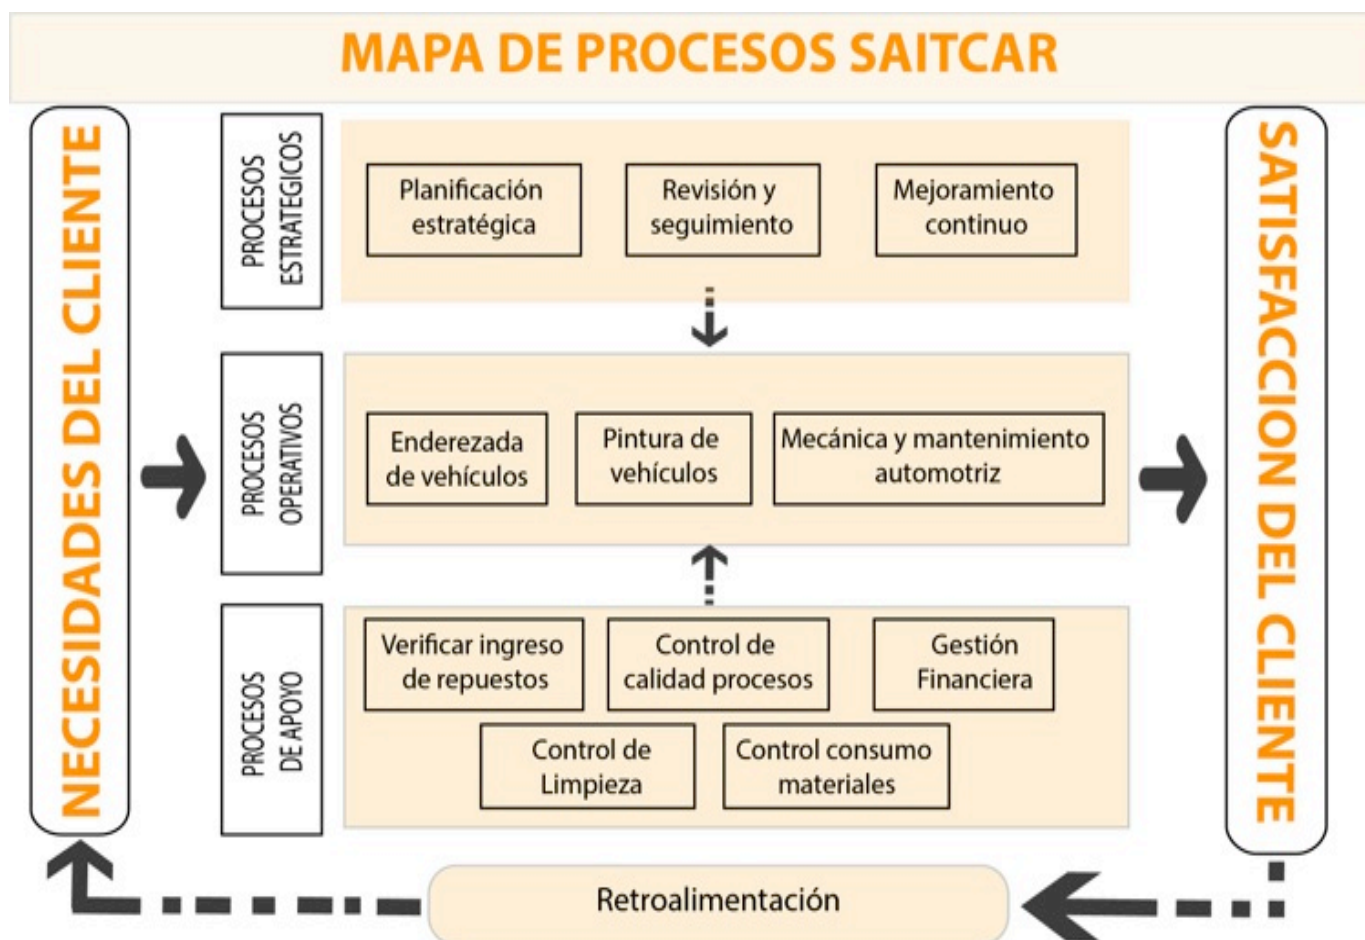 MAPA DE PROCESOS SAITCAR
NECESIDADES DEL CLIENTE
PROCESOS
ESTRATEGICOS
Planificación
estratégica
Revisión y
seguimiento
Mejoramiento
continuo
PROCESOS
OPERATIVOS
Enderezada
de vehículos
Pintura de
vehículos
Mecánica y mantenimiento
automotriz
PROCESOS
DE APOYO
Verificar ingreso
de repuestos
Control de
calidad procesos
Gestión
Financiera
Control de
Limpieza
Control consumo
materiales
SATISFACCION DEL CLIENTE
Retroalimentación